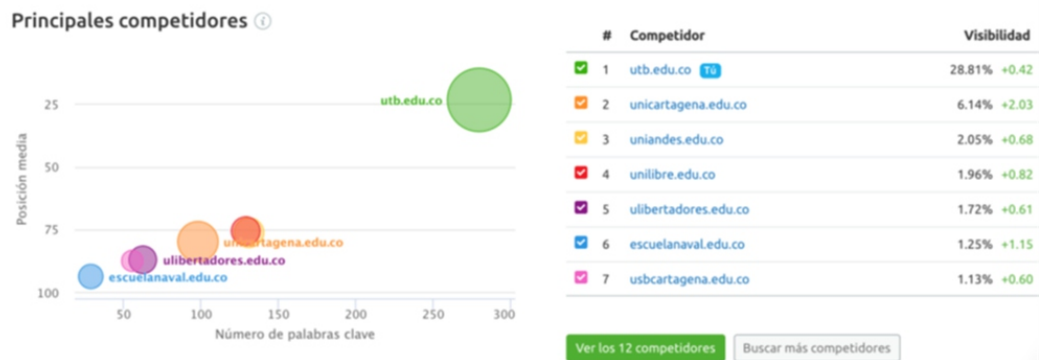 Principales competidores
25
50
75
100
Posición media
utb.edu.co
unicartagena.edu.co
ulibertadores.edu.co
escuelanaval.edu.co
50
100
150
200
250
300
Número de palabras clave
# Competidor Visibilidad
1 utb.edu.co Tú 28.81% +0.42
2 unicartagena.edu.co 6.14% +2.03
3 uniandes.edu.co 2.05% +0.68
4 unilibre.edu.co 1.96% +0.82
5 ulibertadores.edu.co 1.72% +0.61
6 escuelanaval.edu.co 1.25% +1.15
7 usbcartagena.edu.co 1.13% +0.60
Ver los 12 competidores
Buscar más competidores